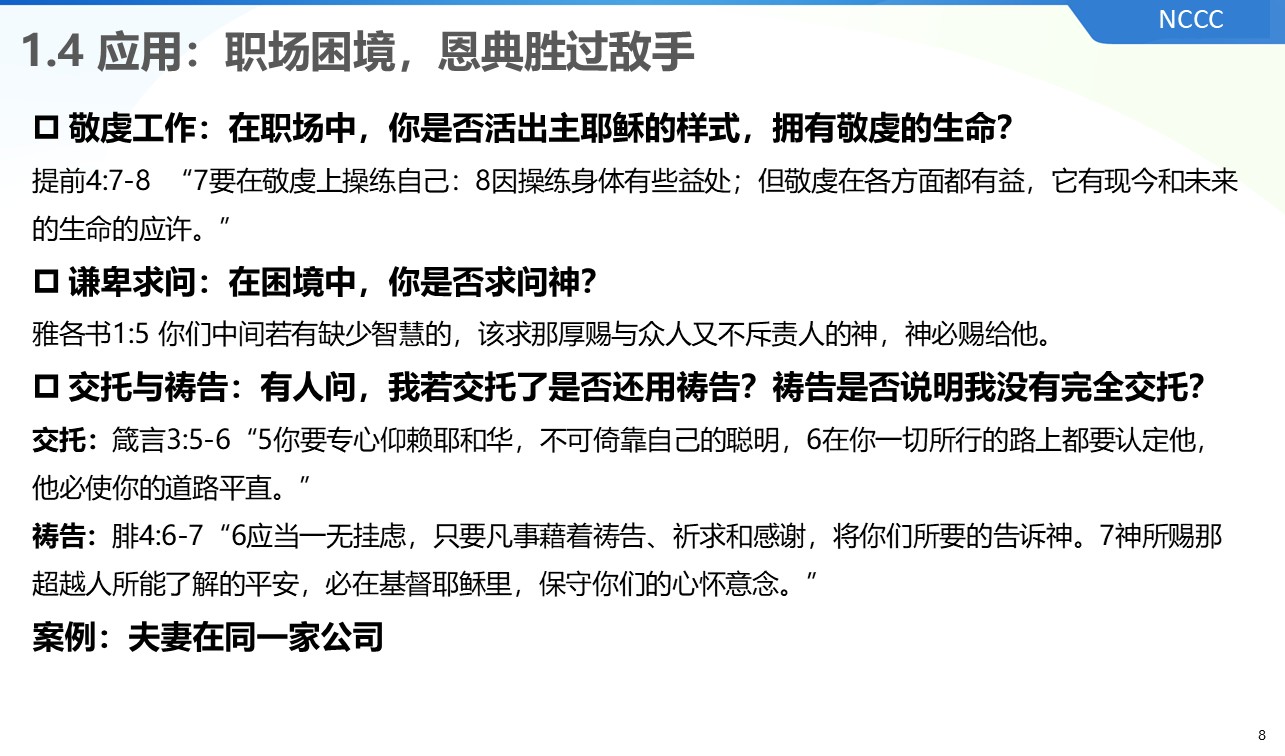 NCCC
1.4 应用：职场困境，恩典胜过敌手
敬虔工作：在职场中，你是否活出主耶稣的样式，拥有敬虔的生命？
提前4:7-8 “7要在敬虔上操练自己：8因操练身体有些益处；但敬虔在各方面都有益，它有现今和未来
的生命的应许。”
谦卑求问：在困境中，你是否求问神？
雅各书1:5 你们中间若有缺少智慧的，该求那厚赐与众人又不斥责人的神，神必赐给他。
交托与祷告：有人问，我若交托了是否还用祷告？祷告是否说明我没有完全交托？
交托：箴言3:5-6“5你要专心仰赖耶和华，不可倚靠自己的聪明，6在你一切所行的路上都要认定他，
他必使你的道路平直。”
祷告：腓4:6-7“6应当一无挂虑，只要凡事藉着祷告、祈求和感谢，将你们所要的告诉神。7神所赐那
超越人所能了解的平安，必在基督耶稣里，保守你们的心怀意念。”
案例：夫妻在同一家公司
8